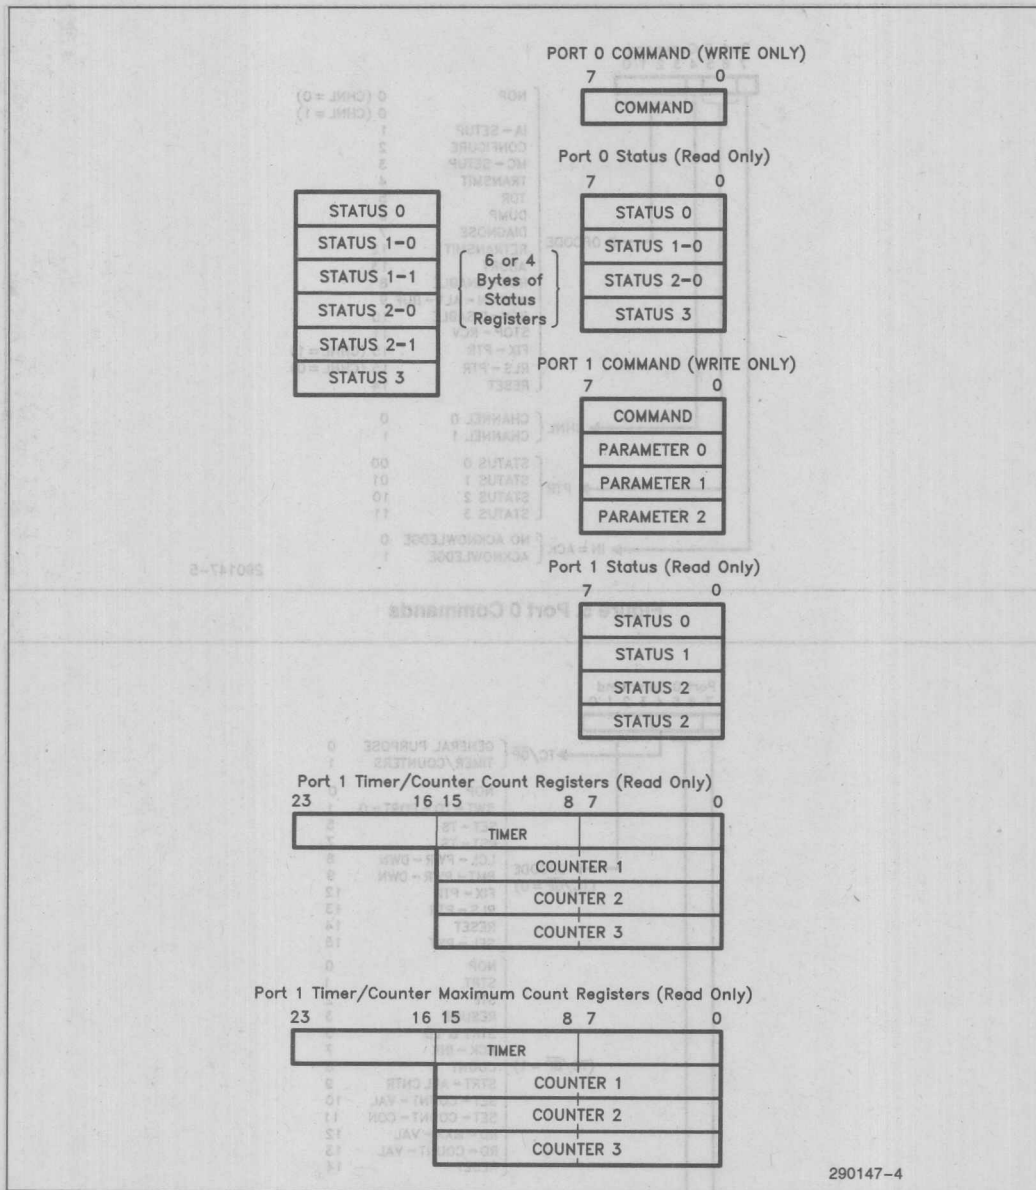 PORT 0 COMMAND (WRITE ONLY)
7 0
COMMAND
Port 0 Status (Read Only)
7 0
STATUS 0
STATUS 1-0
STATUS 2-0
STATUS 3
STATUS 0
STATUS 1-0
STATUS 1-1
STATUS 2-0
STATUS 2-1
STATUS 3
6 or 4
Bytes of
Status
Registers
PORT 1 COMMAND (WRITE ONLY)
7 0
COMMAND
PARAMETER 0
PARAMETER 1
PARAMETER 2
Port 1 Status (Read Only)
7 0
STATUS 0
STATUS 1
STATUS 2
STATUS 2
Port 1 Timer/Counter Count Registers (Read Only)
23 16 15 8 7 0
TIMER
COUNTER 1
COUNTER 2
COUNTER 3
Port 1 Timer/Counter Maximum Count Registers (Read Only)
23 16 15 8 7 0
TIMER
COUNTER 1
COUNTER 2
COUNTER 3
290147-4